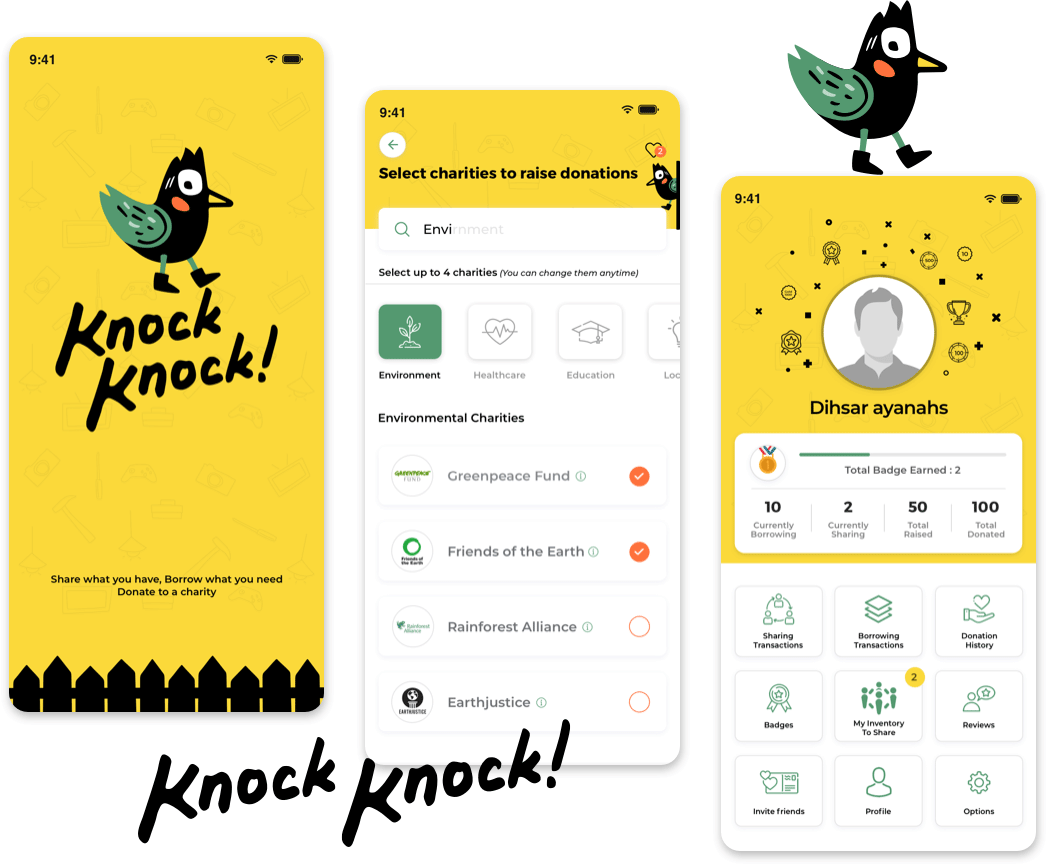 9:41
Knock
Knock!
Share what you have, Borrow what you need
Donate to a charity
9:41
2
Select charities to raise donations
Envirnment
Select up to 4 charities (You can change them anytime)
Environment
Healthcare
Education
Loc
Environmental Charities
GREENPEACE
FUND
Greenpeace Fund
Friends of
the Earth
Friends of the Earth
Rainforest
Alliance
Rainforest Alliance
EARTHJUSTICE
Earthjustice
Knock Knock!
9:41
10
500
100
Dihsar ayanahs
Total Badge Earned : 2
10
Currently
Borrowing
2
Currently
Sharing
50
Total
Raised
100
Total
Donated
Sharing
Transactions
Borrowing
Transactions
Donation
History
Badges
2
My Inventory
To Share
Reviews
Invite friends
Profile
Options